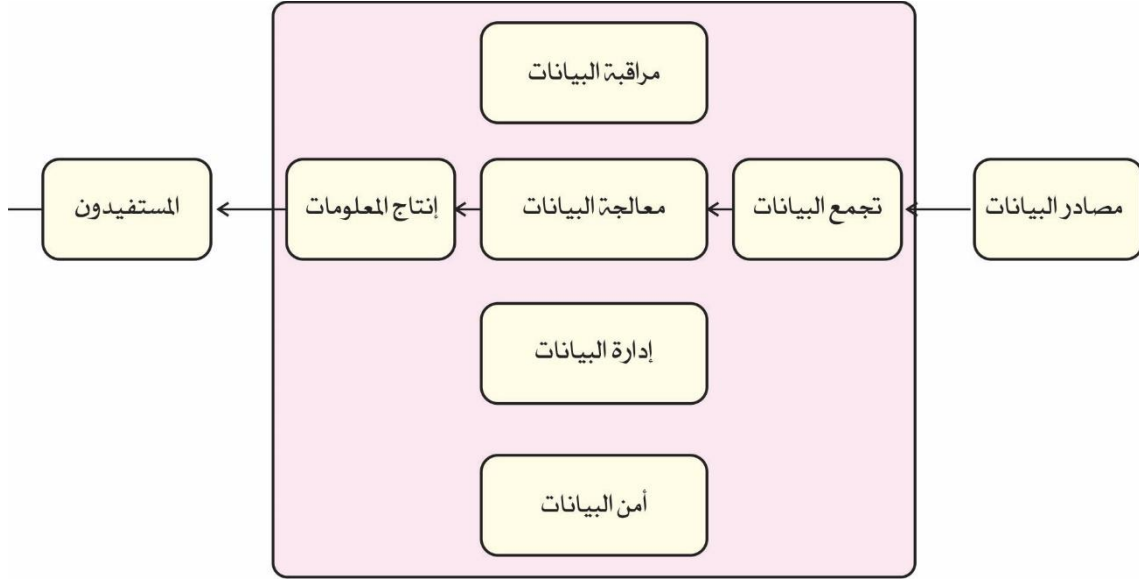 مراقبة البيانات
مصادر البيانات
تجمع البيانات
معالجة البيانات
إنتاج المعلومات
المستفيدون
إدارة البيانات
أمن البيانات